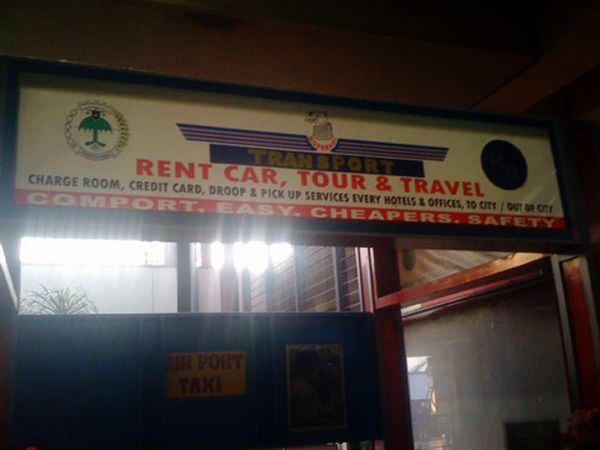 TRANSPORT
RENT CAR, TOUR & TRAVEL
CHARGE ROOM, CREDIT CARD, DROOP & PICK UP SERVICES EVERY HOTELS & OFFICES, TO CITY / OUT OF CITY
COMPORT. EASY. CHEAPERS. SAFETY
AIR PORT
TAXI